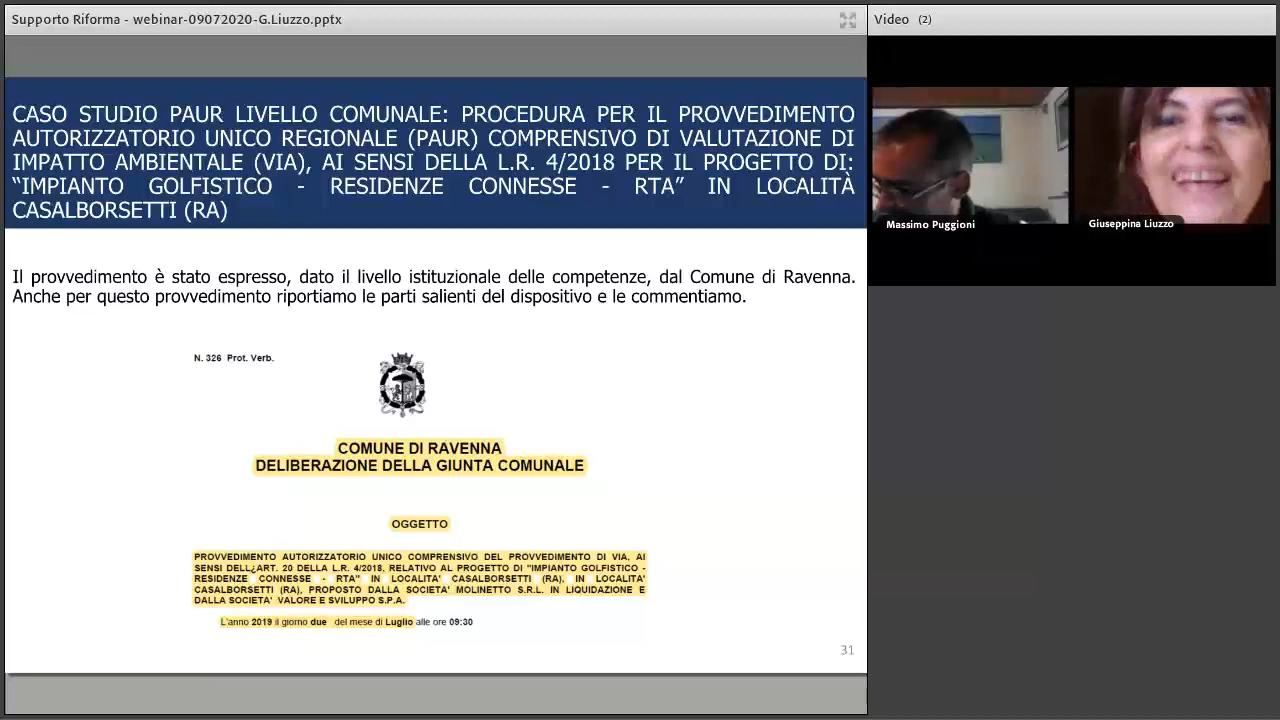 Supporto Riforma - webinar-09072020-G.Liuzzo.pptx
Video (2)
CASO STUDIO PAUR LIVELLO COMUNALE: PROCEDURA PER IL PROVVEDIMENTO
AUTORIZZATORIO UNICO REGIONALE (PAUR) COMPRENSIVO DI VALUTAZIONE DI
IMPATTO AMBIENTALE (VIA), AI SENSI DELLA L.R. 4/2018 PER IL PROGETTO DI:
“IMPIANTO GOLFISTICO - RESIDENZE CONNESSE - RTA” IN LOCALITÀ
CASALBORSETTI (RA)
Massimo Puggioni
Giuseppina Liuzzo
Il provvedimento è stato espresso, dato il livello istituzionale delle competenze, dal Comune di Ravenna.
Anche per questo provvedimento riportiamo le parti salienti del dispositivo e le commentiamo.
N. 326 Prot. Verb.
COMUNE DI RAVENNA
DELIBERAZIONE DELLA GIUNTA COMUNALE
OGGETTO
PROVVEDIMENTO AUTORIZZATORIO UNICO COMPRENSIVO DEL PROVVEDIMENTO DI VIA, AI
SENSI DELL¿ART. 20 DELLA L.R. 4/2018, RELATIVO AL PROGETTO DI "IMPIANTO GOLFISTICO -
RESIDENZE CONNESSE - RTA" IN LOCALITA' CASALBORSETTI (RA), IN LOCALITA'
CASALBORSETTI (RA), PROPOSTO DALLA SOCIETA' MOLINETTO S.R.L. IN LIQUIDAZIONE E
DALLA SOCIETA' VALORE E SVILUPPO S.P.A.
L'anno 2019 il giorno due del mese di Luglio alle ore 09:30
31